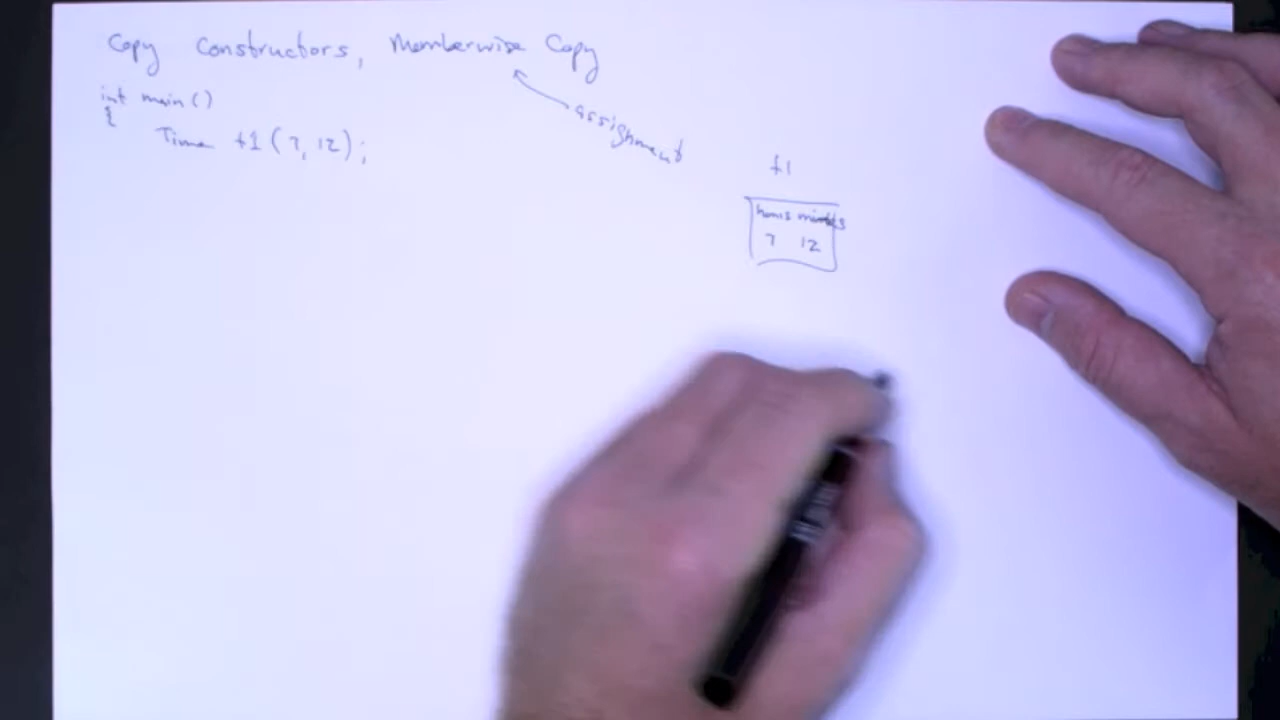 Copy Constructors, Memberwise Copy
assignment
int main()
{
Time t1 (7, 12);
t1
hours minutes
7 12